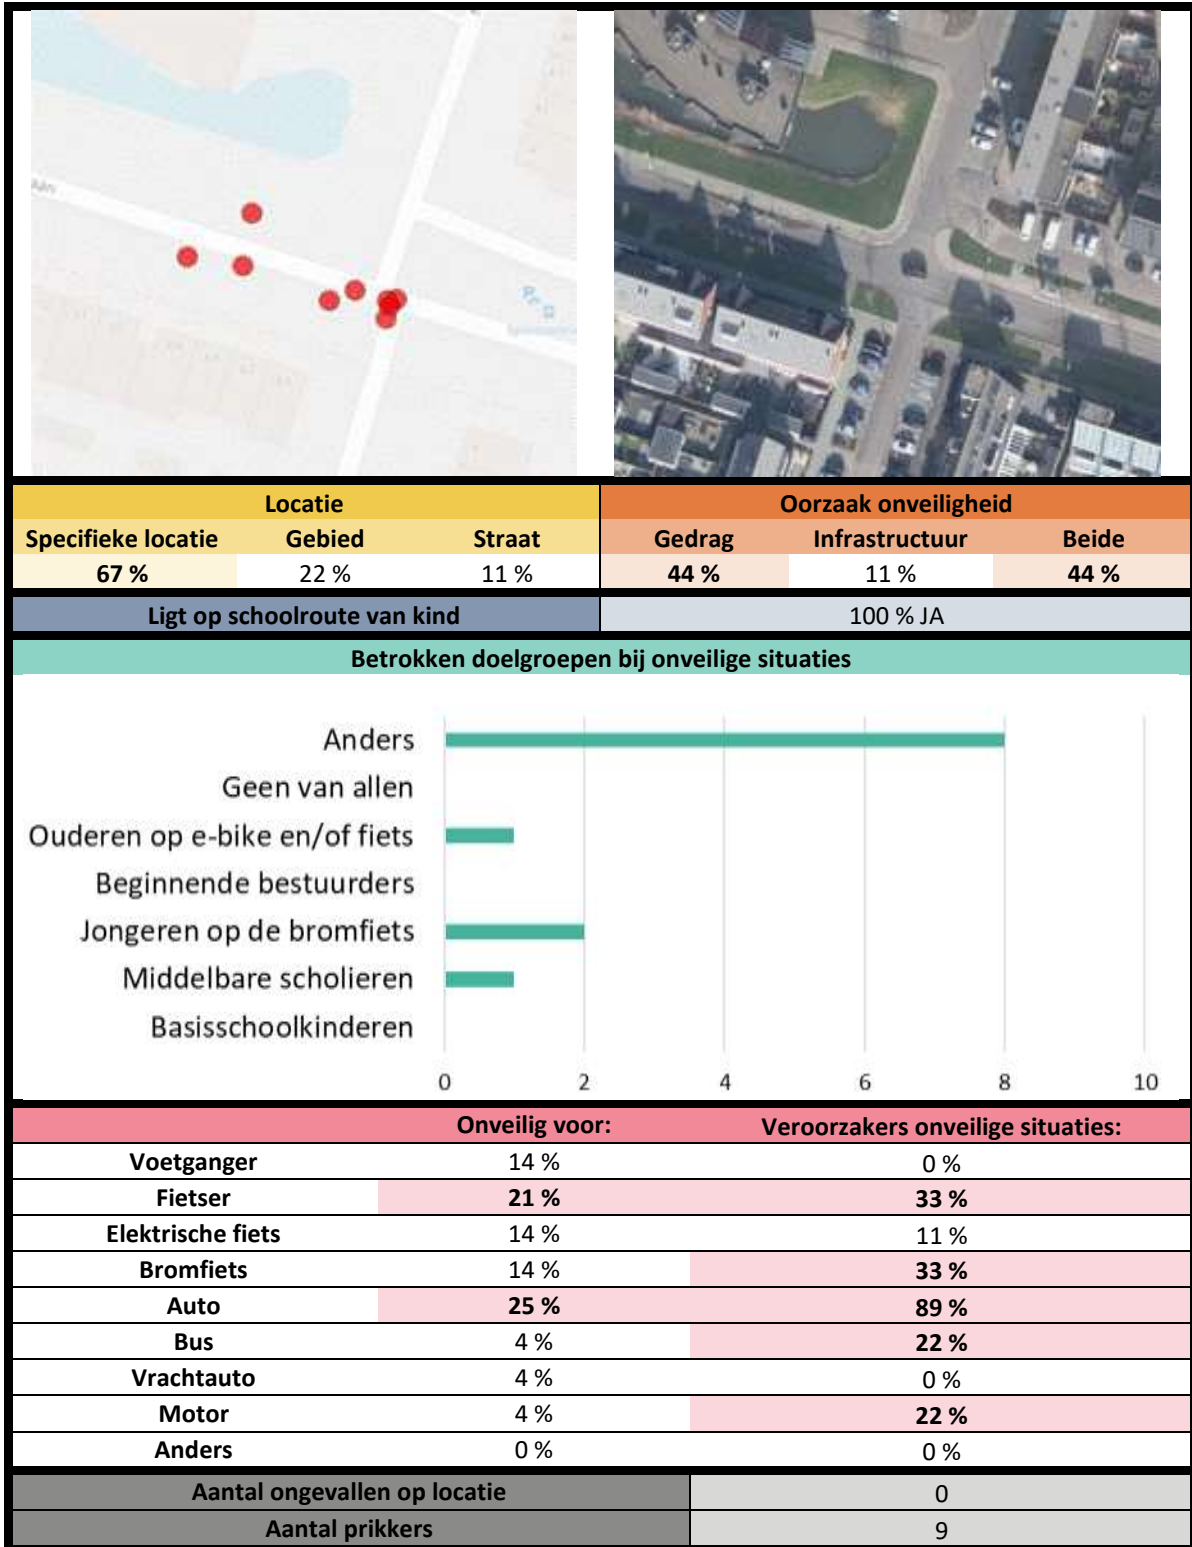 Locatie
Oorzaak onveiligheid
Specifieke locatie Gebied Straat Gedrag Infrastructuur Beide
67 % 22 % 11 % 44 % 11 % 44 %
Ligt op schoolroute van kind 100 % JA
Betrokken doelgroepen bij onveilige situaties
Anders
Geen van allen
Ouderen op e-bike en/of fiets
Beginnende bestuurders
Jongeren op de bromfiets
Middelbare scholieren
Basisschoolkinderen
0 2 4 6 8 10
Onveilig voor: Veroorzakers onveilige situaties:
Voetganger 14 % 0 %
Fietser 21 % 33 %
Elektrische fiets 14 % 11 %
Bromfiets 14 % 33 %
Auto 25 % 89 %
Bus 4 % 22 %
Vrachtauto 4 % 0 %
Motor 4 % 22 %
Anders 0 % 0 %
Aantal ongevallen op locatie 0
Aantal prikkers 9